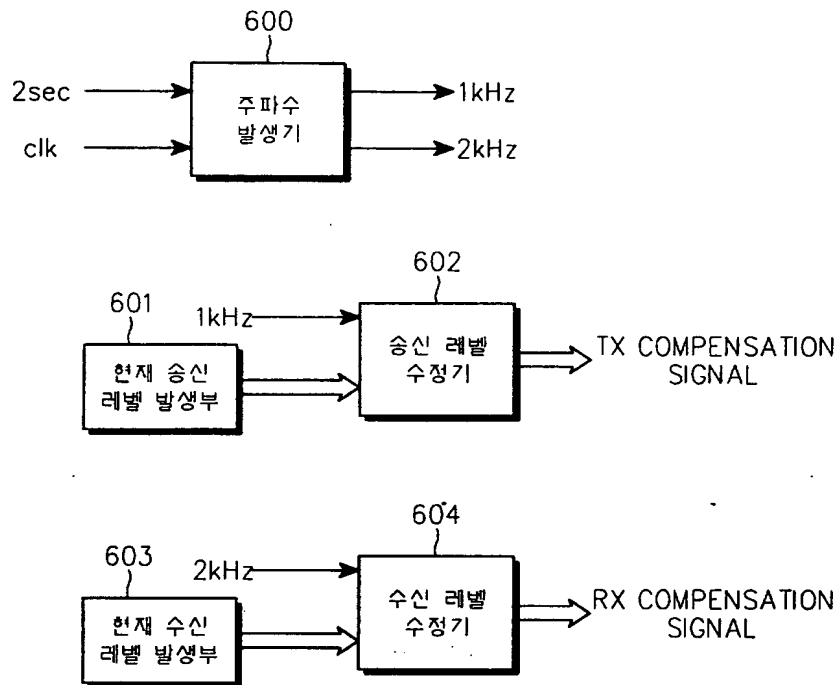 600
2sec
clk
주파수
발생기
1kHz
2kHz
601
현재 송신
레벨 발생부
1kHz
602
송신 레벨
수정기
TX COMPENSATION
SIGNAL
603
현재 수신
레벨 발생부
2kHz
604
수신 레벨
수정기
RX COMPENSATION
SIGNAL